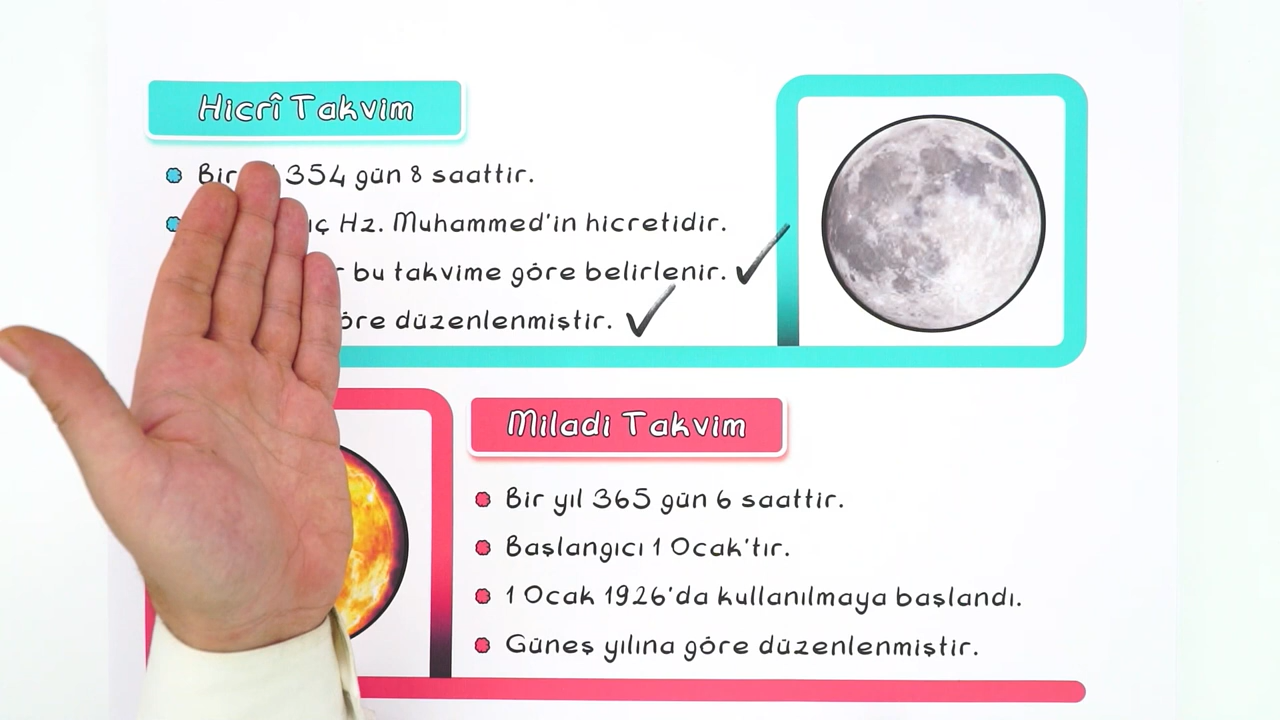 Hicrî Takvim
Bir 354 gün 8 saattir.
Hz. Muhammed'in hicretidir.
bu takvime göre belirlenir.
düzenlenmiştir.
Miladi Takvim
Bir yıl 365 gün 6 saattir.
Başlangıcı 1 Ocak'tır.
1 Ocak 1926'da kullanılmaya başlandı.
Güneş yılına göre düzenlenmiştir.